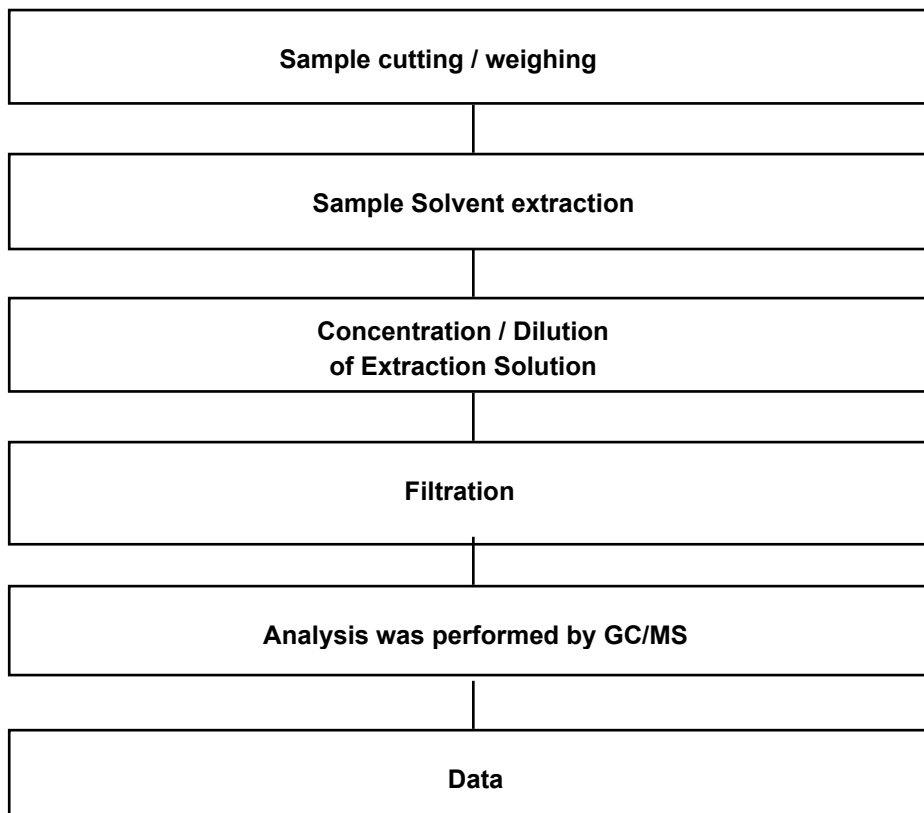 Sample cutting / weighing
Sample Solvent extraction
Concentration / Dilution
of Extraction Solution
Filtration
Analysis was performed by GC/MS
Data